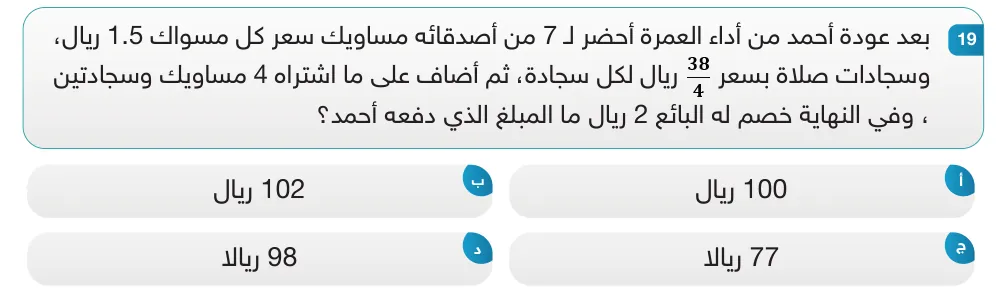 19
بعد عودة أحمد من أداء العمرة أحضر لـ 7 من أصدقائه مساويك سعر كل مسواك 1.5 ريال،
وسجادات صلاة بسعر 38/4 ريال لكل سجادة، ثم أضاف على ما اشتراه 4 مساويك وسجادتين
، وفي النهاية خصم له البائع 2 ريال ما المبلغ الذي دفعه أحمد؟
أ 100 ريال
ب 102 ريال
ج 77 ريالا
د 98 ريالا